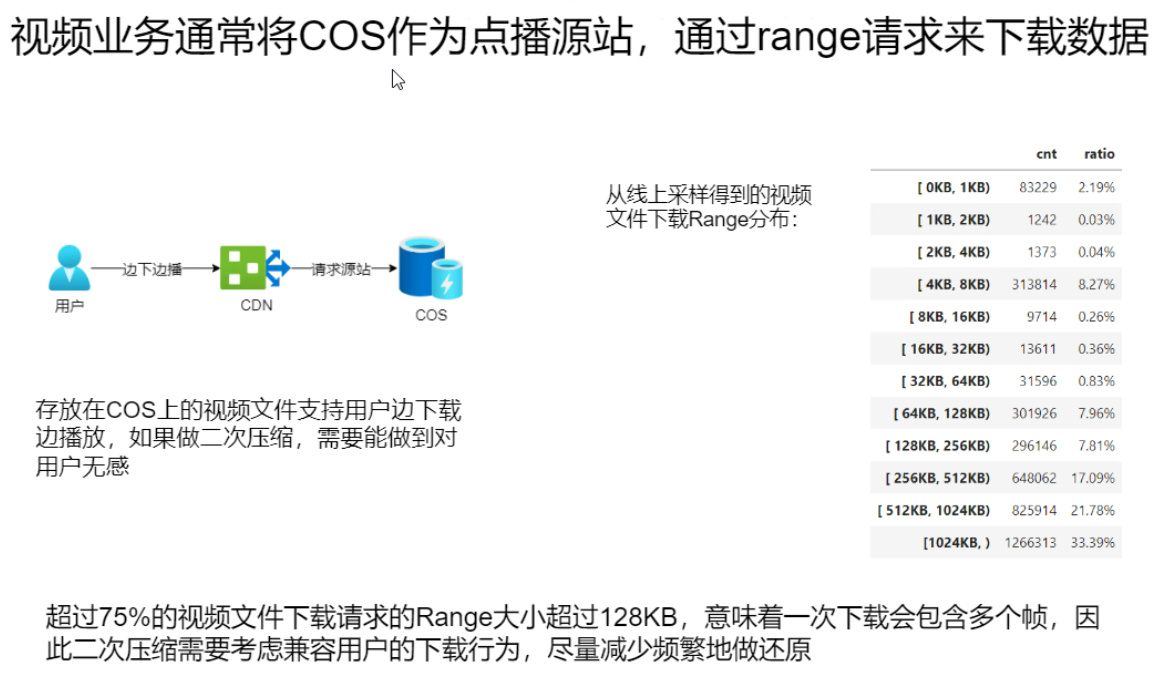 视频业务通常将COS作为点播源站，通过range请求来下载数据
从线上采样得到的视频
文件下载Range分布：
cnt ratio
[ 0KB, 1KB) 83229 2.19%
[ 1KB, 2KB) 1242 0.03%
[ 2KB, 4KB) 1373 0.04%
[ 4KB, 8KB) 313814 8.27%
[ 8KB, 16KB) 9714 0.26%
[ 16KB, 32KB) 13611 0.36%
[ 32KB, 64KB) 31596 0.83%
[ 64KB, 128KB) 301926 7.96%
[ 128KB, 256KB) 296146 7.81%
[ 256KB, 512KB) 648062 17.09%
[ 512KB, 1024KB) 825914 21.78%
[1024KB, ) 1266313 33.39%
边下边播
请求源站
用户
CDN
COS
存放在COS上的视频文件支持用户边下载
边播放，如果做二次压缩，需要能做到对
用户无感
超过75%的视频文件下载请求的Range大小超过128KB，意味着一次下载会包含多个帧，因
此二次压缩需要考虑兼容用户的下载行为，尽量减少频繁地做还原